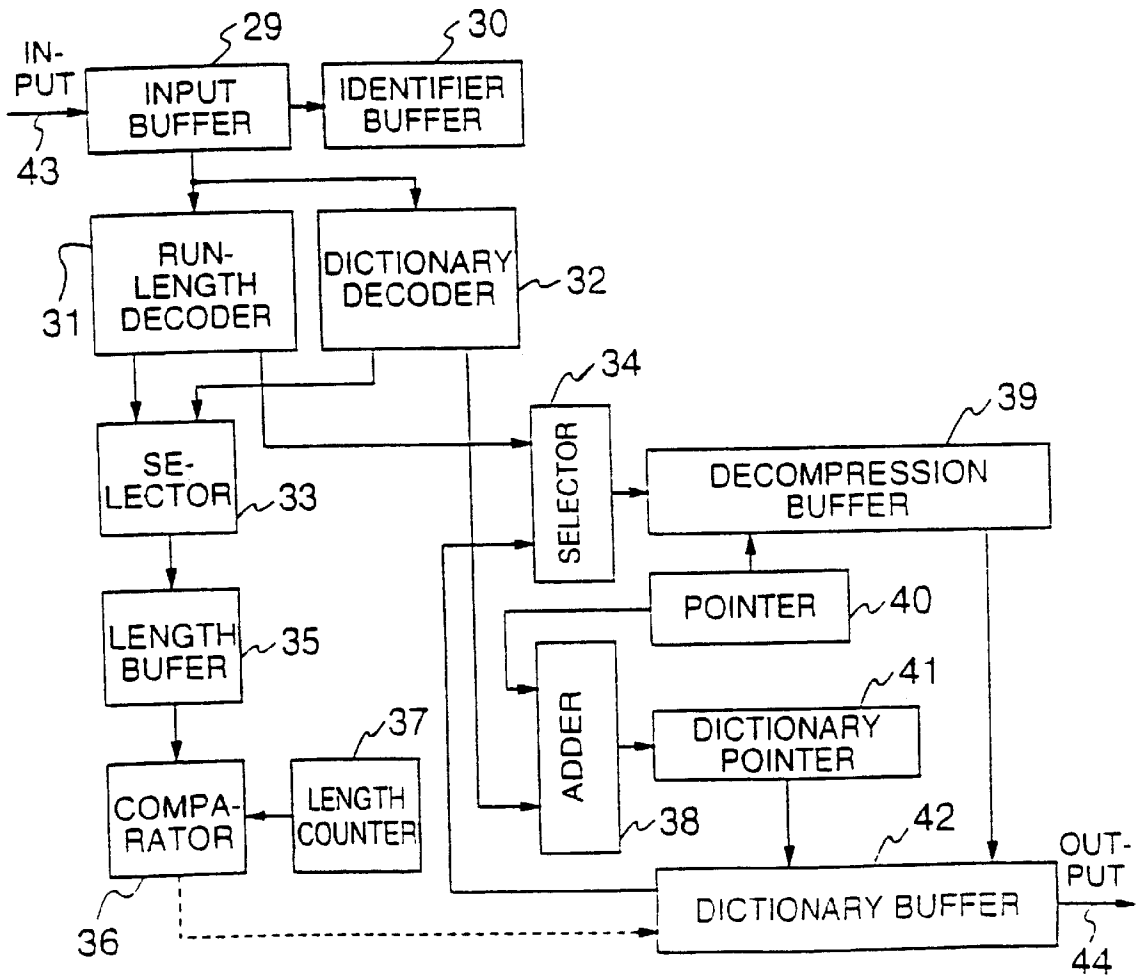 29
30
IN-
PUT
INPUT
BUFFER
IDENTIFIER
BUFFER
43
31
RUN-
LENGTH
DECODER
DICTIONARY
DECODER
32
34
39
SE-
LECTOR
33
SELECTOR
DECOMPRESSION
BUFFER
POINTER
40
LENGTH
BUFER
35
41
ADDER
DICTIONARY
POINTER
37
COMPA-
RATOR
LENGTH
COUNTER
38
42
OUT-
PUT
36
DICTIONARY BUFFER
44